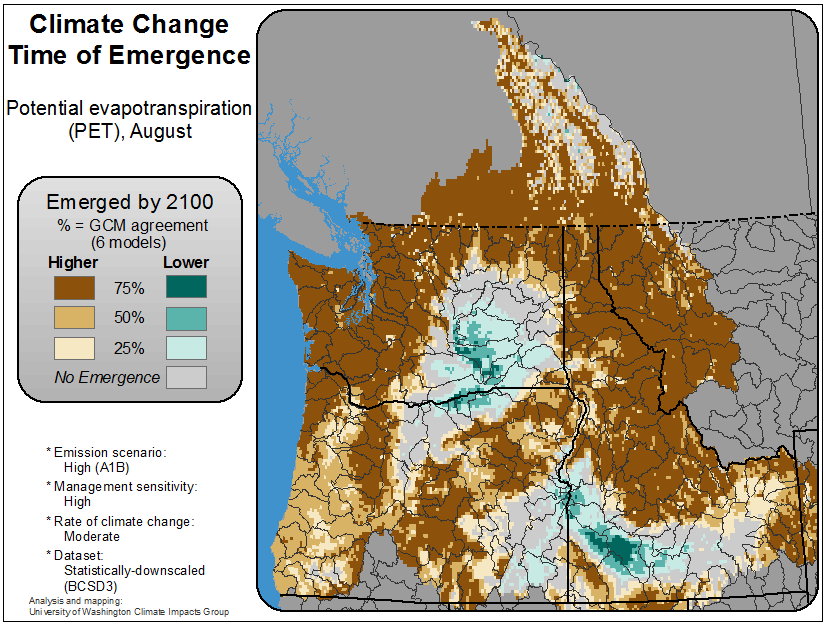 Climate Change
Time of Emergence
Potential evapotranspiration
(PET), August
Emerged by 2100
% = GCM agreement
(6 models)
Higher Lower
75%
50%
25%
No Emergence
* Emission scenario:
High (A1B)
* Management sensitivity:
High
* Rate of climate change:
Moderate
* Dataset:
Statistically-downscaled
(BCSD3)
Analysis and mapping:
University of Washington Climate Impacts Group